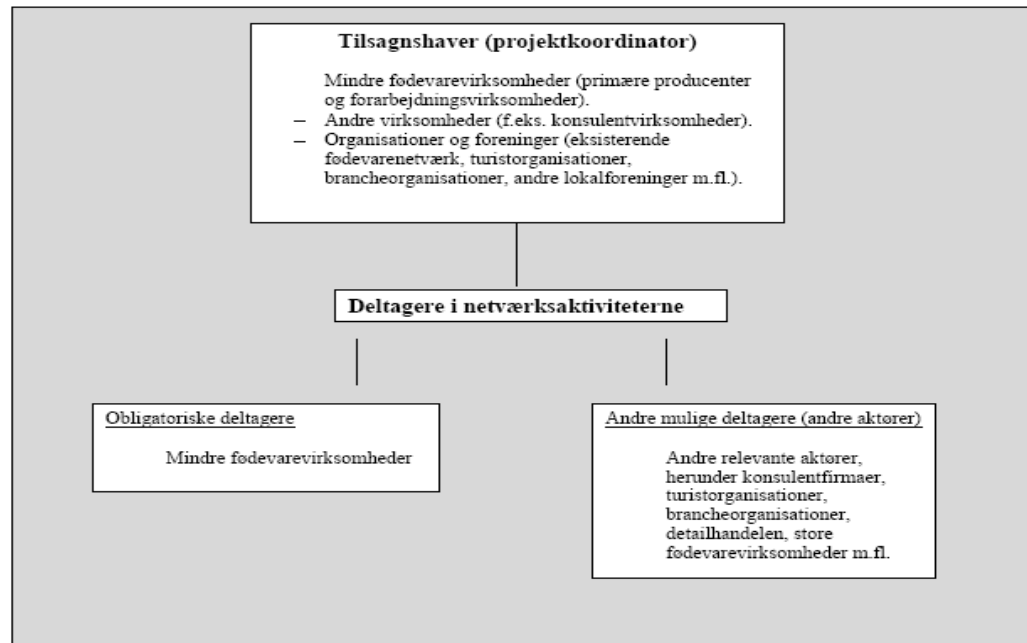 Tilsagnshaver (projektkoordinator)
Mindre fødevarevirksomheder (primære producenter
og forarbejdningsvirksomheder).
– Andre virksomheder (f.eks. konsulentvirksomheder).
– Organisationer og foreninger (eksisterende
fødevarenetværk, turistorganisationer,
brancheorganisationer, andre lokalforeninger m.fl.).
Deltagere i netværksaktiviteterne
Obligatoriske deltagere
Mindre fødevarevirksomheder
Andre mulige deltagere (andre aktører)
Andre relevante aktører,
herunder konsulentfirmaer,
turistorganisationer,
brancheorganisationer,
detailhandelen, store
fødevarevirksomheder m.fl.